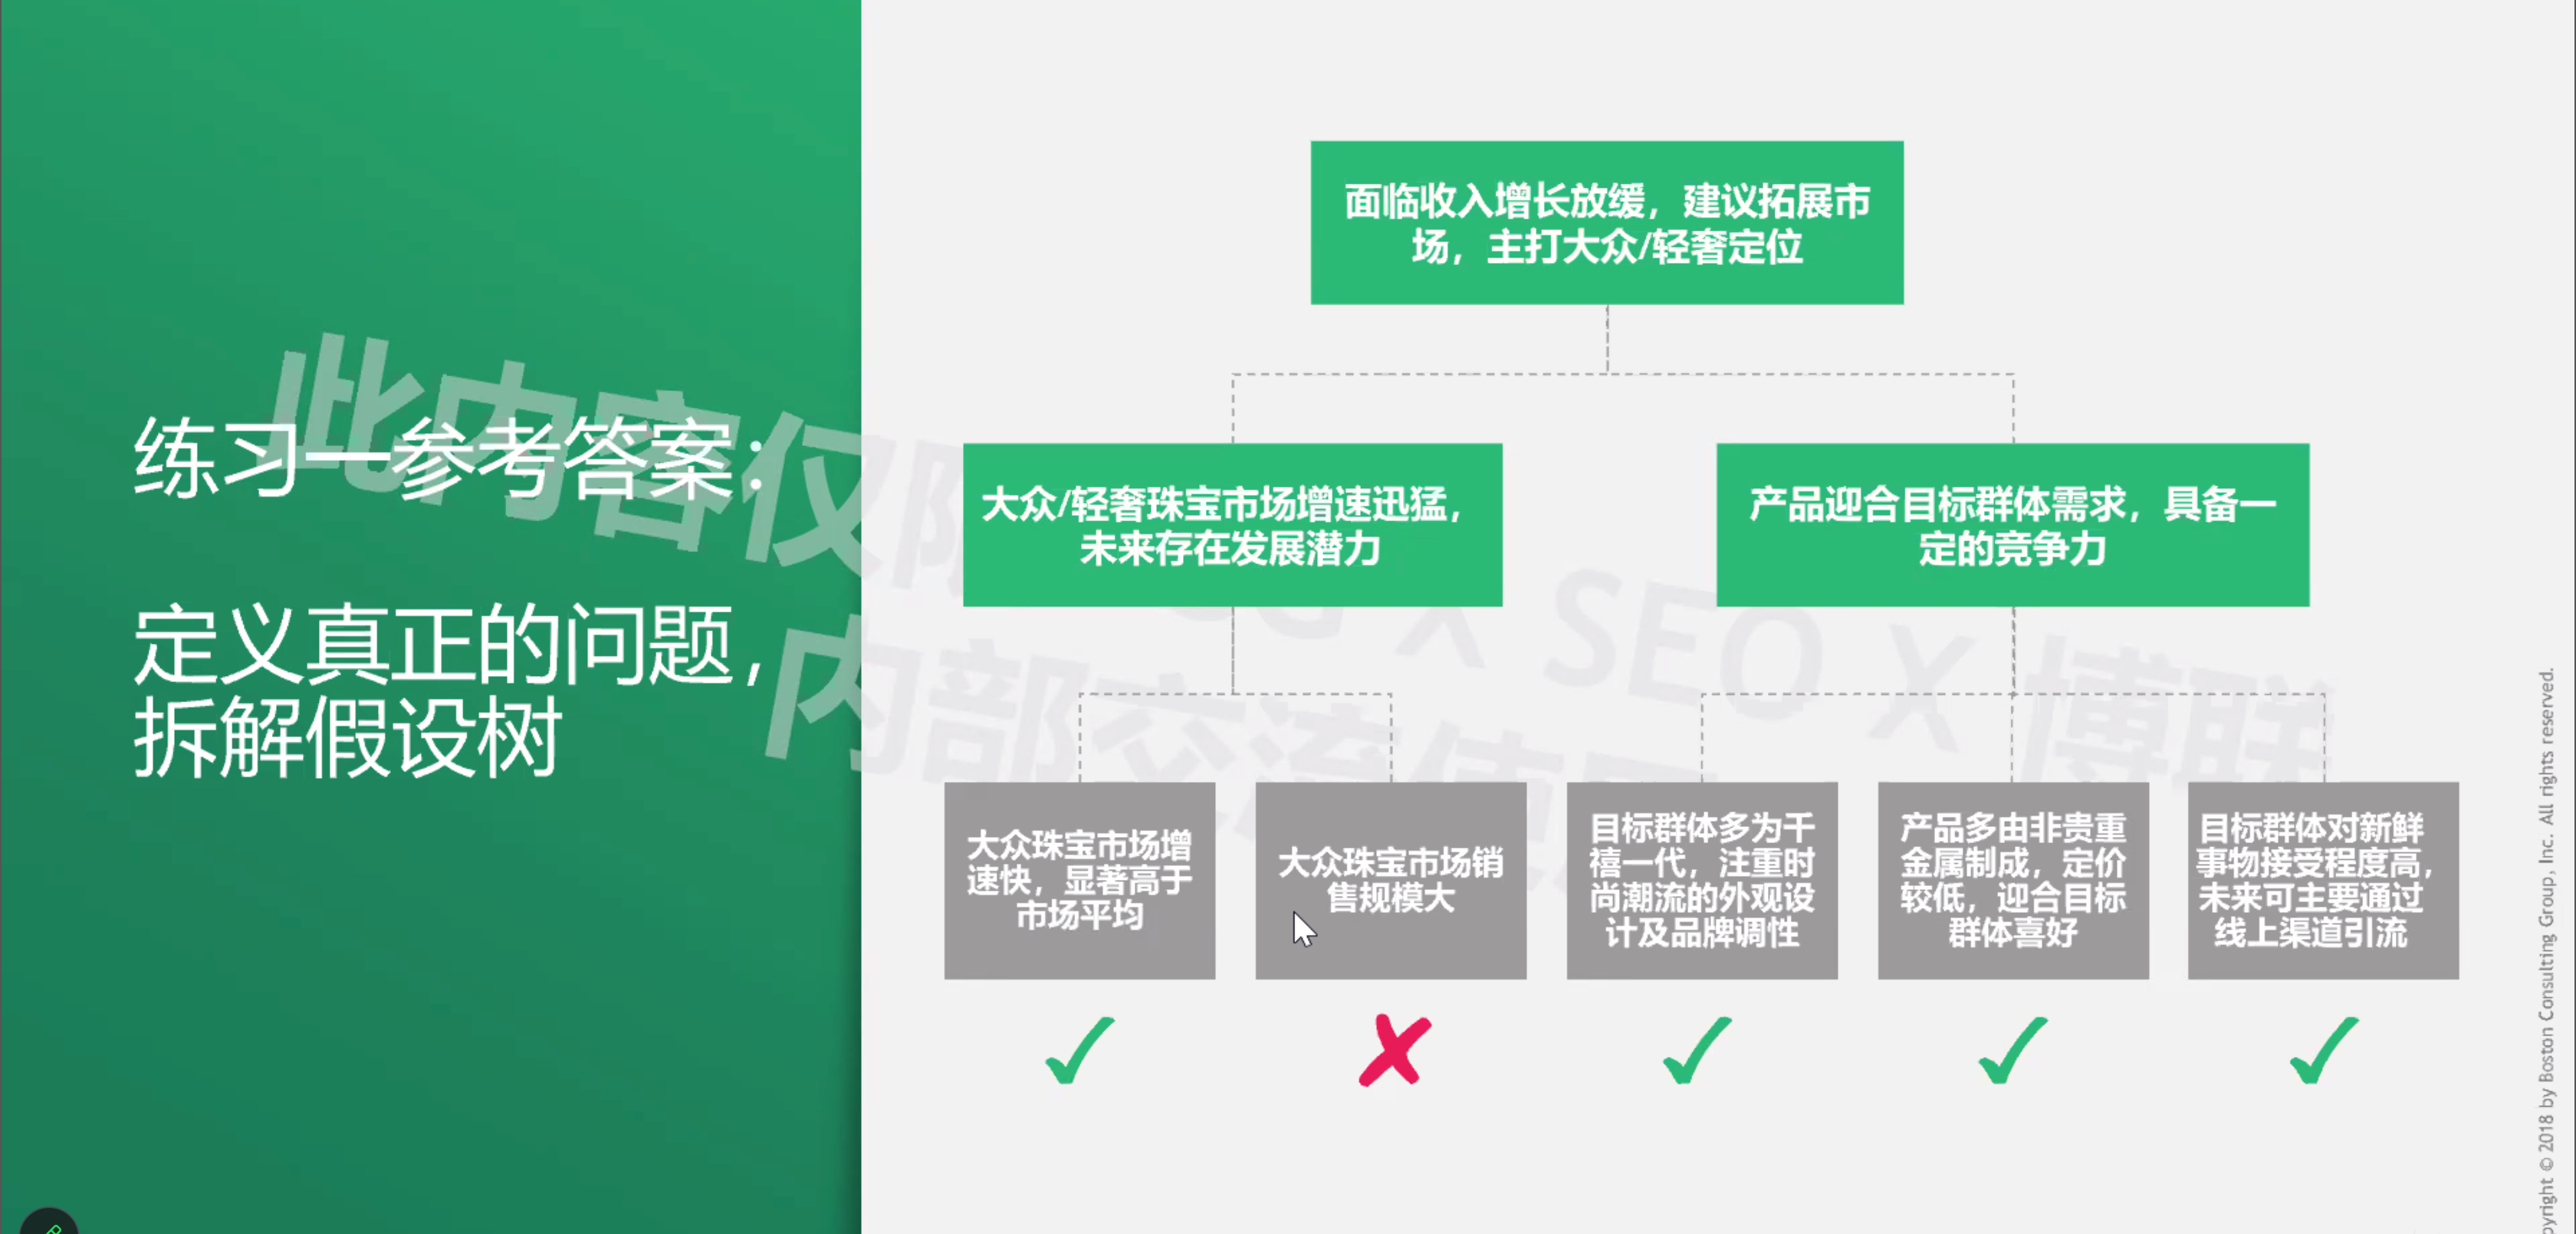 练习一参考答案：
定义真正的问题，
拆解假设树
面临收入增长放缓，建议拓展市
场，主打大众/轻奢定位
大众/轻奢珠宝市场增速迅猛，
未来存在发展潜力
产品迎合目标群体需求，具备一
定的竞争力
大众珠宝市场增
速快，显著高于
市场平均
大众珠宝市场销
售规模大
目标群体多为千
禧一代，注重时
尚潮流的外观设
计及品牌调性
产品多由非贵重
金属制成，定价
较低，迎合目标
群体喜好
目标群体对新鲜
事物接受程度高，
未来可主要通过
线上渠道引流
此内容仅限 X SEO X 博联
内部交流使用
pyright © 2018 by Boston Consulting Group, Inc. All rights reserved.